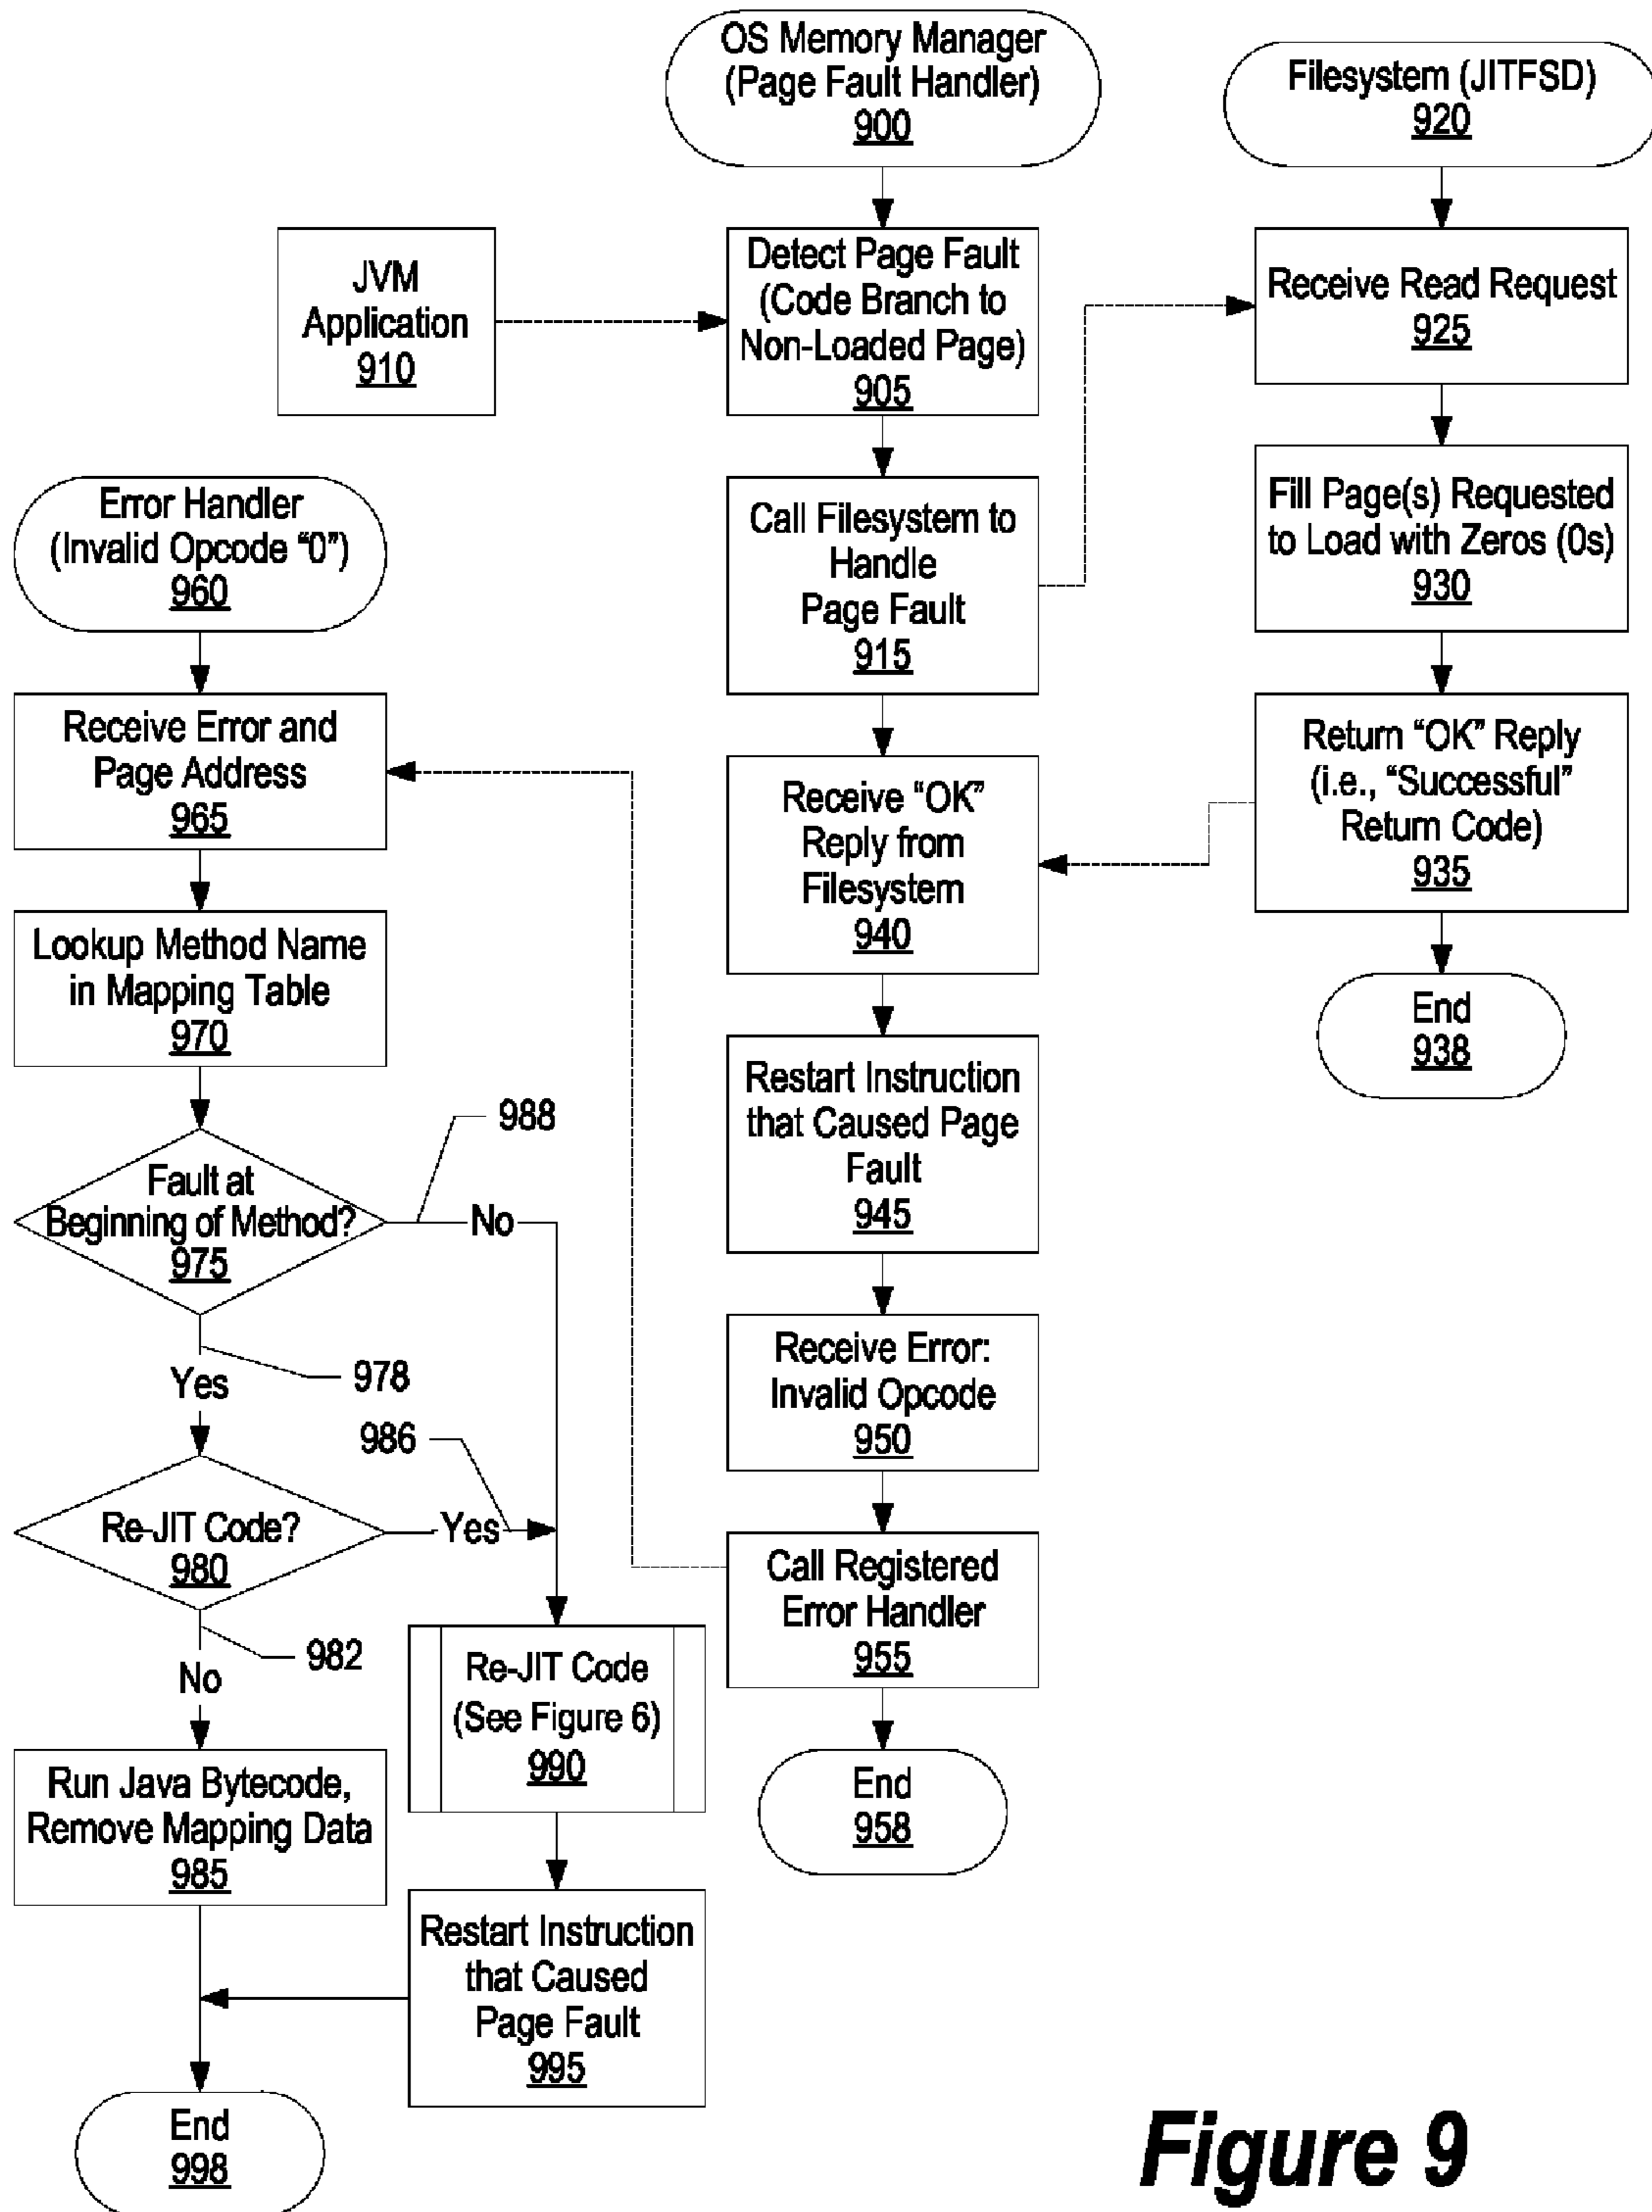 OS Memory Manager
(Page Fault Handler)
900
Filesystem (JITFSD)
920
JVM
Application
910
Detect Page Fault
(Code Branch to
Non-Loaded Page)
905
Receive Read Request
925
Error Handler
(Invalid Opcode “0”)
960
Call Filesystem to
Handle
Page Fault
915
Fill Page(s) Requested
to Load with Zeros (0s)
930
Receive Error and
Page Address
965
Receive “OK”
Reply from
Filesystem
940
Return “OK” Reply
(i.e., “Successful”
Return Code)
935
Lookup Method Name
in Mapping Table
970
End
938
Restart Instruction
that Caused Page
Fault
945
988
Fault at
Beginning of Method?
975
No
978
Yes
Receive Error:
Invalid Opcode
950
986
Re-JIT Code?
980
Yes
Call Registered
Error Handler
955
982
No
Re-JIT Code
(See Figure 6)
990
End
958
Run Java Bytecode,
Remove Mapping Data
985
Restart Instruction
that Caused
Page Fault
995
End
998
Figure 9